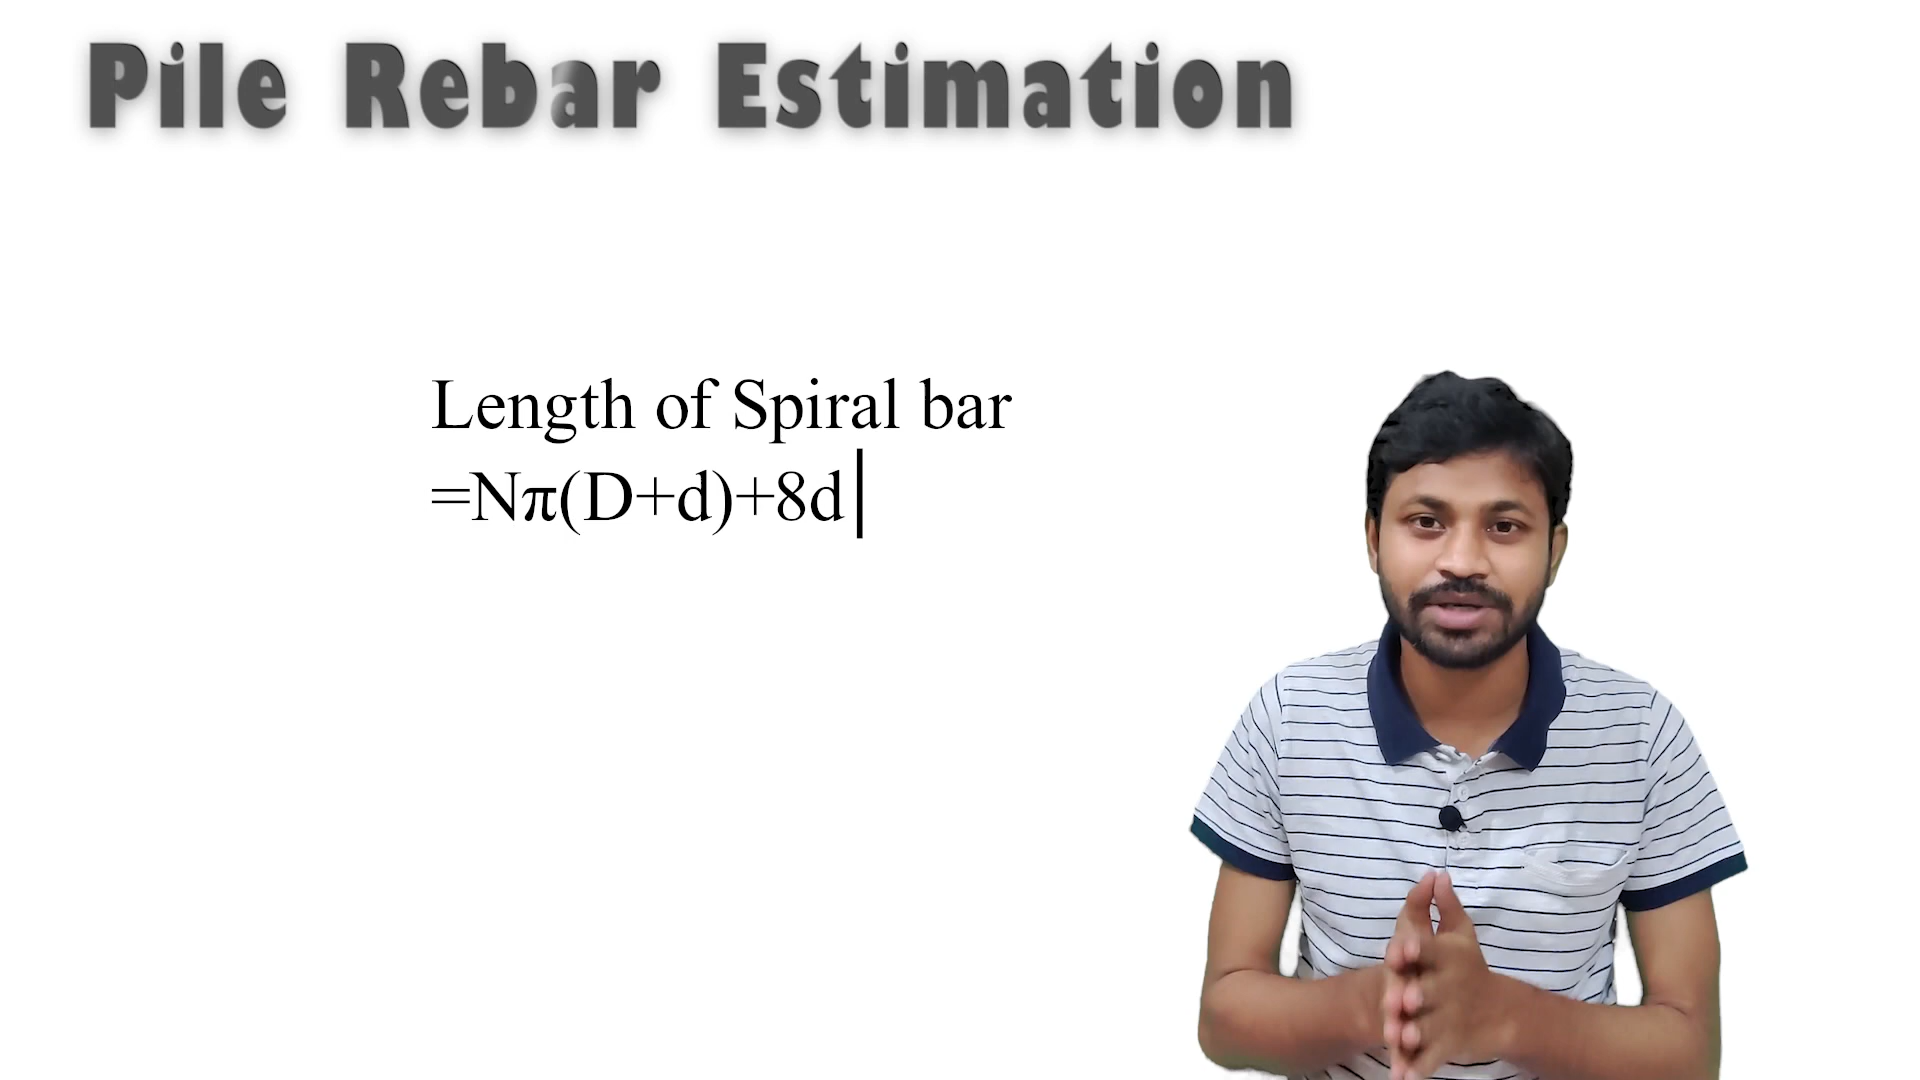 Pile Rebar Estimation
Length of Spiral bar
=Nπ(D+d)+8d